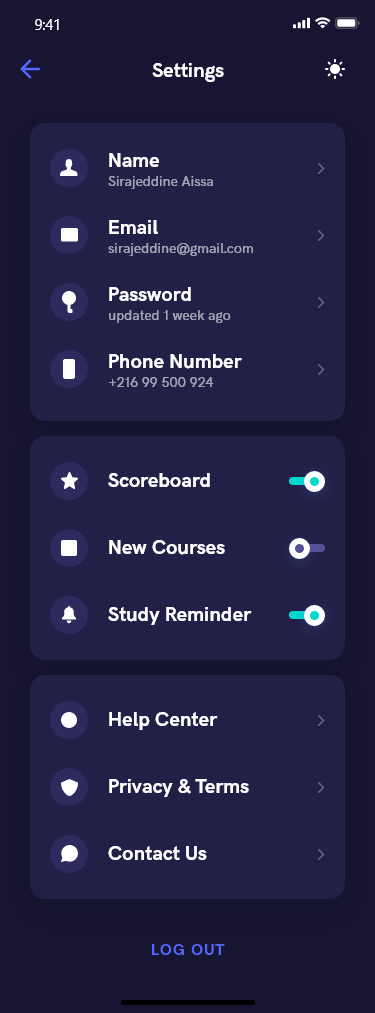 9:41
Settings
Name
Sirajeddine Aissa
Email
sirajeddine@gmail.com
Password
updated 1 week ago
Phone Number
+216 99 500 924
Scoreboard
New Courses
Study Reminder
Help Center
Privacy & Terms
Contact Us
LOG OUT